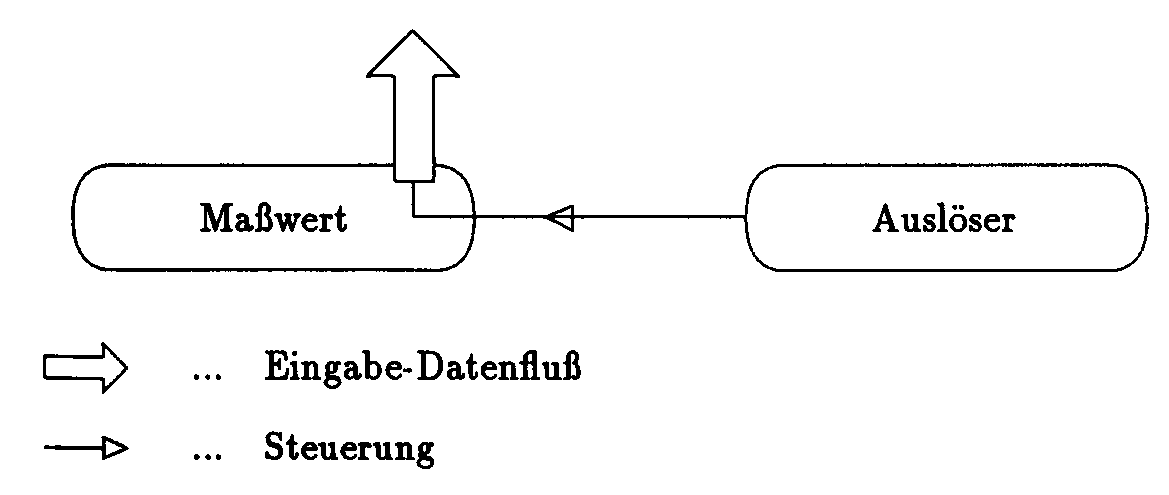 Maßwert
Auslöser
... Eingabe-Datenfluß
... Steuerung